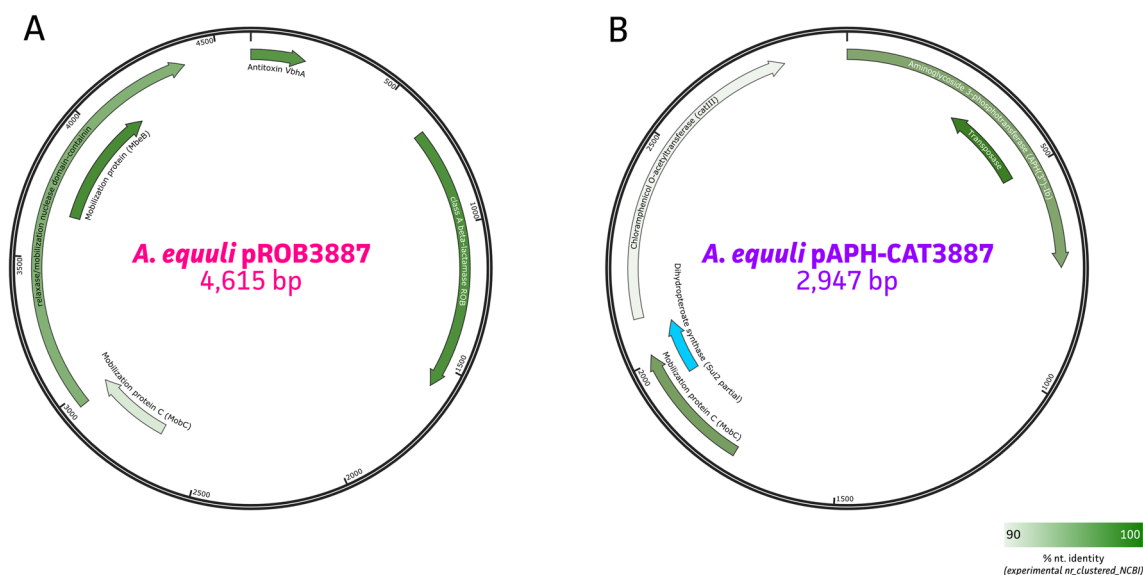 A
4500
Antitoxin VbhA
500
4000
relaxase/mobilization nuclease domain-containin
Mobilization protein (MbeB)
class A beta-lactamase ROB
1000
A. equuli pROB3887
4,615 bp
3500
Mobilization protein C (MobC)
1500
3000
2500
2000
B
Aminoglycoside 3-phosphotransferase (APH(3")-Ib)
Transposase
500
2500
Chloramphenicol O-acetyltransferase (catIII)
A. equuli pAPH-CAT3887
2,947 bp
Dihydropteroate synthase (Sul2 partial)
Mobilization protein C (MobC)
2000
1000
1500
90
100
% nt. identity
(experimental nr_clustered_NCBI)